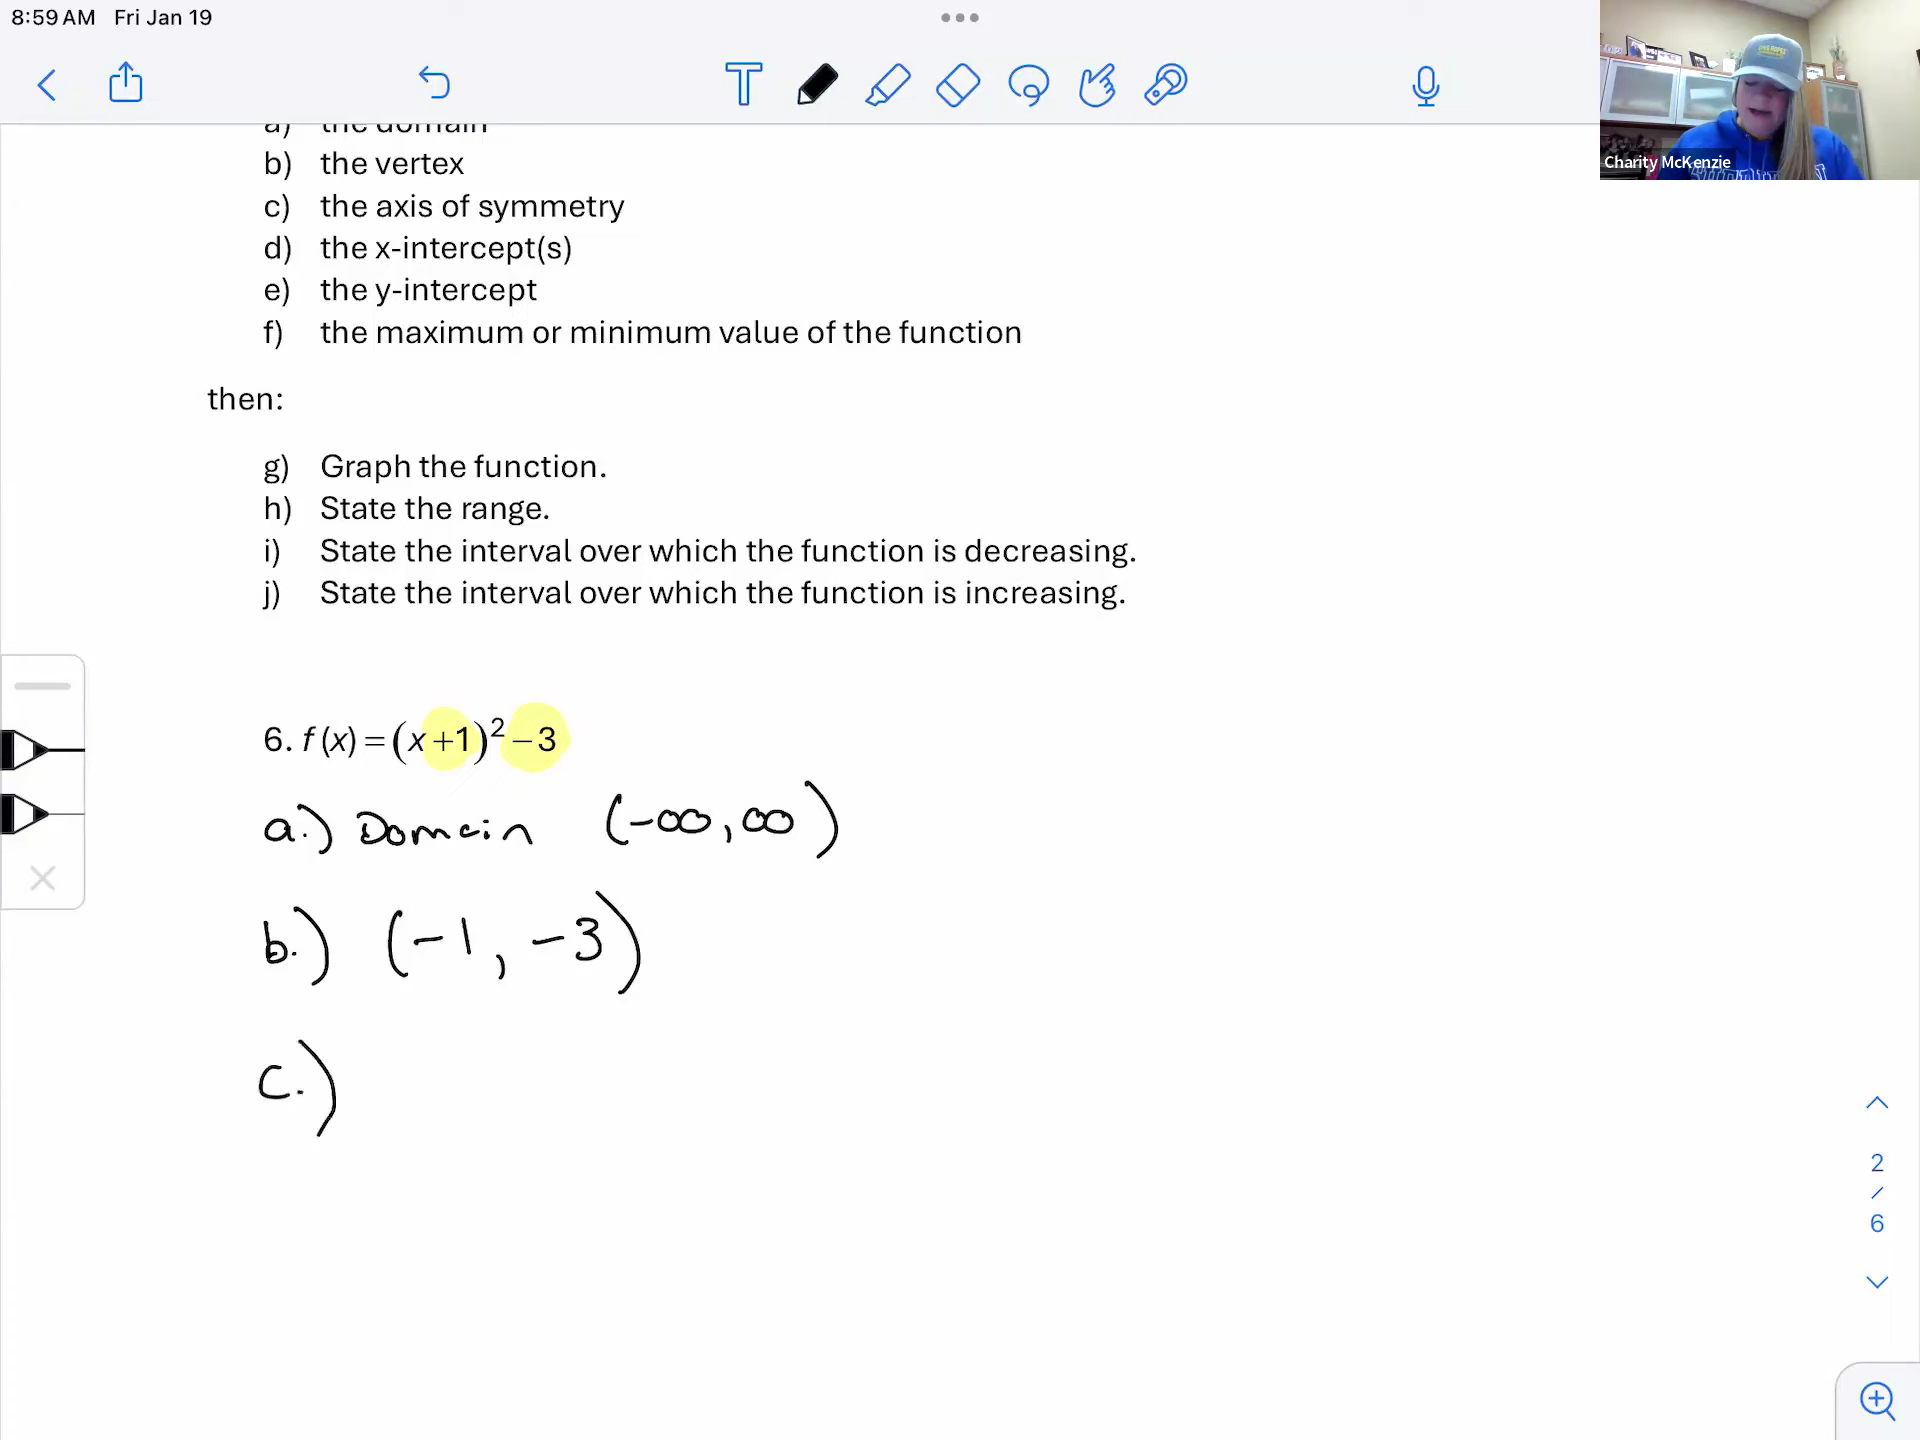 8:59 AM Fri Jan 19
Charity McKenzie
a) the domain
b) the vertex
c) the axis of symmetry
d) the x-intercept(s)
e) the y-intercept
f) the maximum or minimum value of the function
then:
g) Graph the function.
h) State the range.
i) State the interval over which the function is decreasing.
j) State the interval over which the function is increasing.
6. f(x) = (x+1)² − 3
a.) Domain (-∞, ∞)
b.) (-1, -3)
c.)
2
/
6